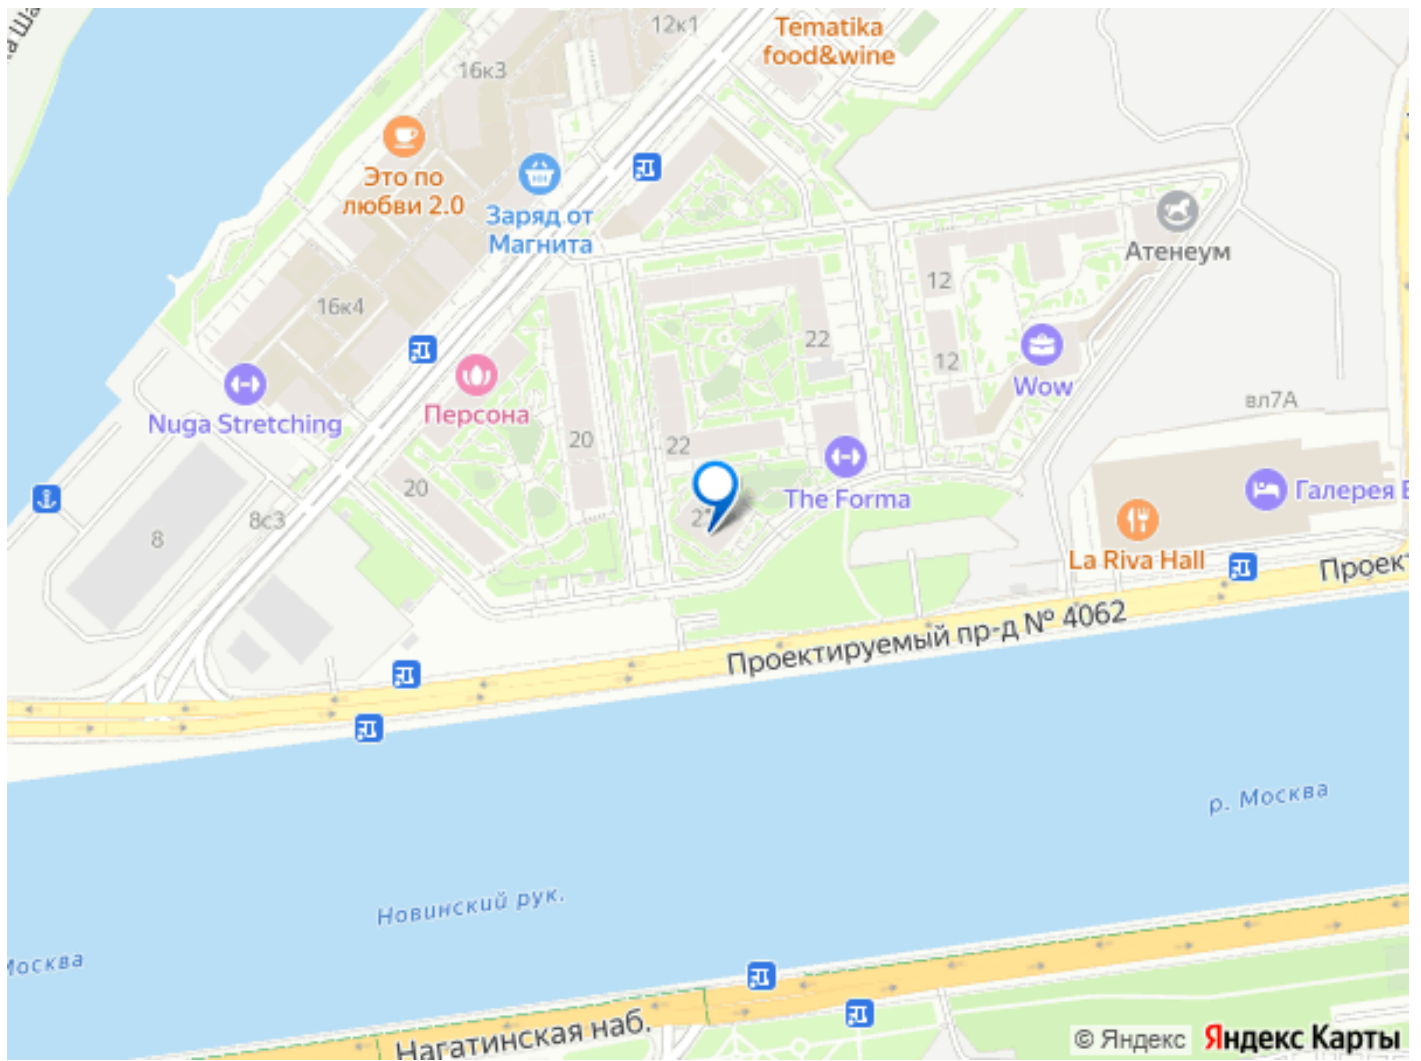 12к1
Tematika
food&wine
16к3
Это по
любви 2.0
Заряд от
Магнита
Атенеум
16к4
12
22
12
Wow
Nuga Stretching
Персона
вл7А
20
22
The Forma
Галерея
20
8с3
8
La Riva Hall
Проектируемый пр-д № 4062
р. Москва
Новинский рук.
Москва
Нагатинская наб.
© Яндекс Яндекс Карты